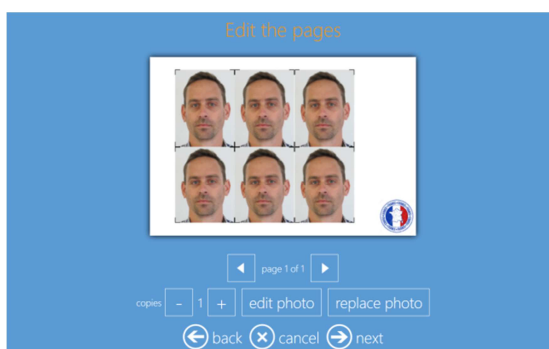 Edit the pages
page 1 of 1
copies - 1 + edit photo replace photo
back cancel next